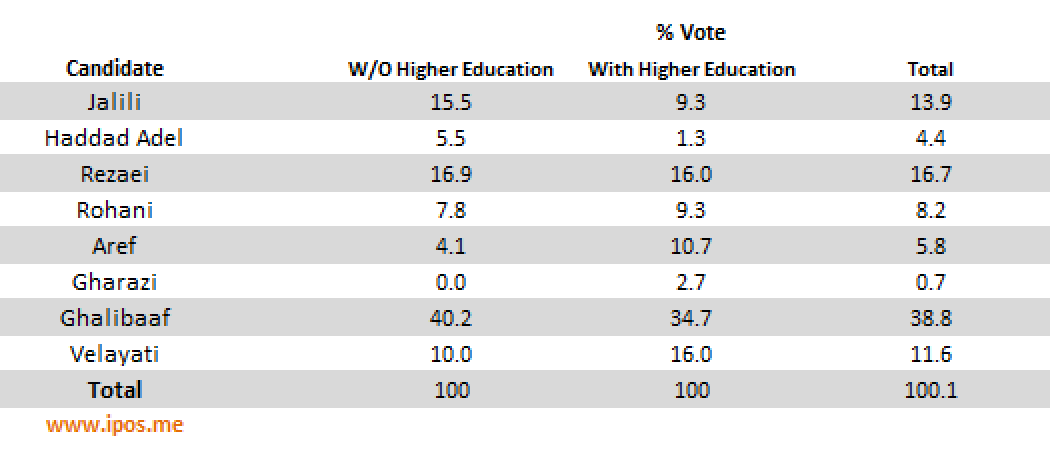 % Vote
Candidate W/O Higher Education With Higher Education Total
Jalili 15.5 9.3 13.9
Haddad Adel 5.5 1.3 4.4
Rezaei 16.9 16.0 16.7
Rohani 7.8 9.3 8.2
Aref 4.1 10.7 5.8
Gharazi 0.0 2.7 0.7
Ghalibaaf 40.2 34.7 38.8
Velayati 10.0 16.0 11.6
Total 100 100 100.1
www.ipos.me